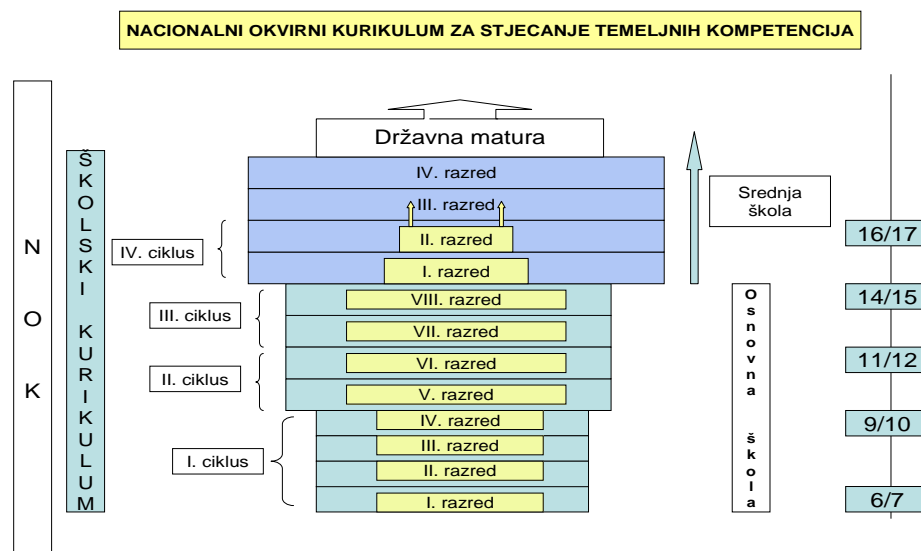 NACIONALNI OKVIRNI KURIKULUM ZA STJECANJE TEMELJNIH KOMPETENCIJA
N O K
ŠKOLSKI KURIKULUM
Državna matura
IV. razred
III. razred
II. razred
I. razred
VIII. razred
VII. razred
VI. razred
V. razred
IV. razred
III. razred
II. razred
I. razred
IV. ciklus
III. ciklus
II. ciklus
I. ciklus
Srednja
škola
Osnovna škola
16/17
14/15
11/12
9/10
6/7